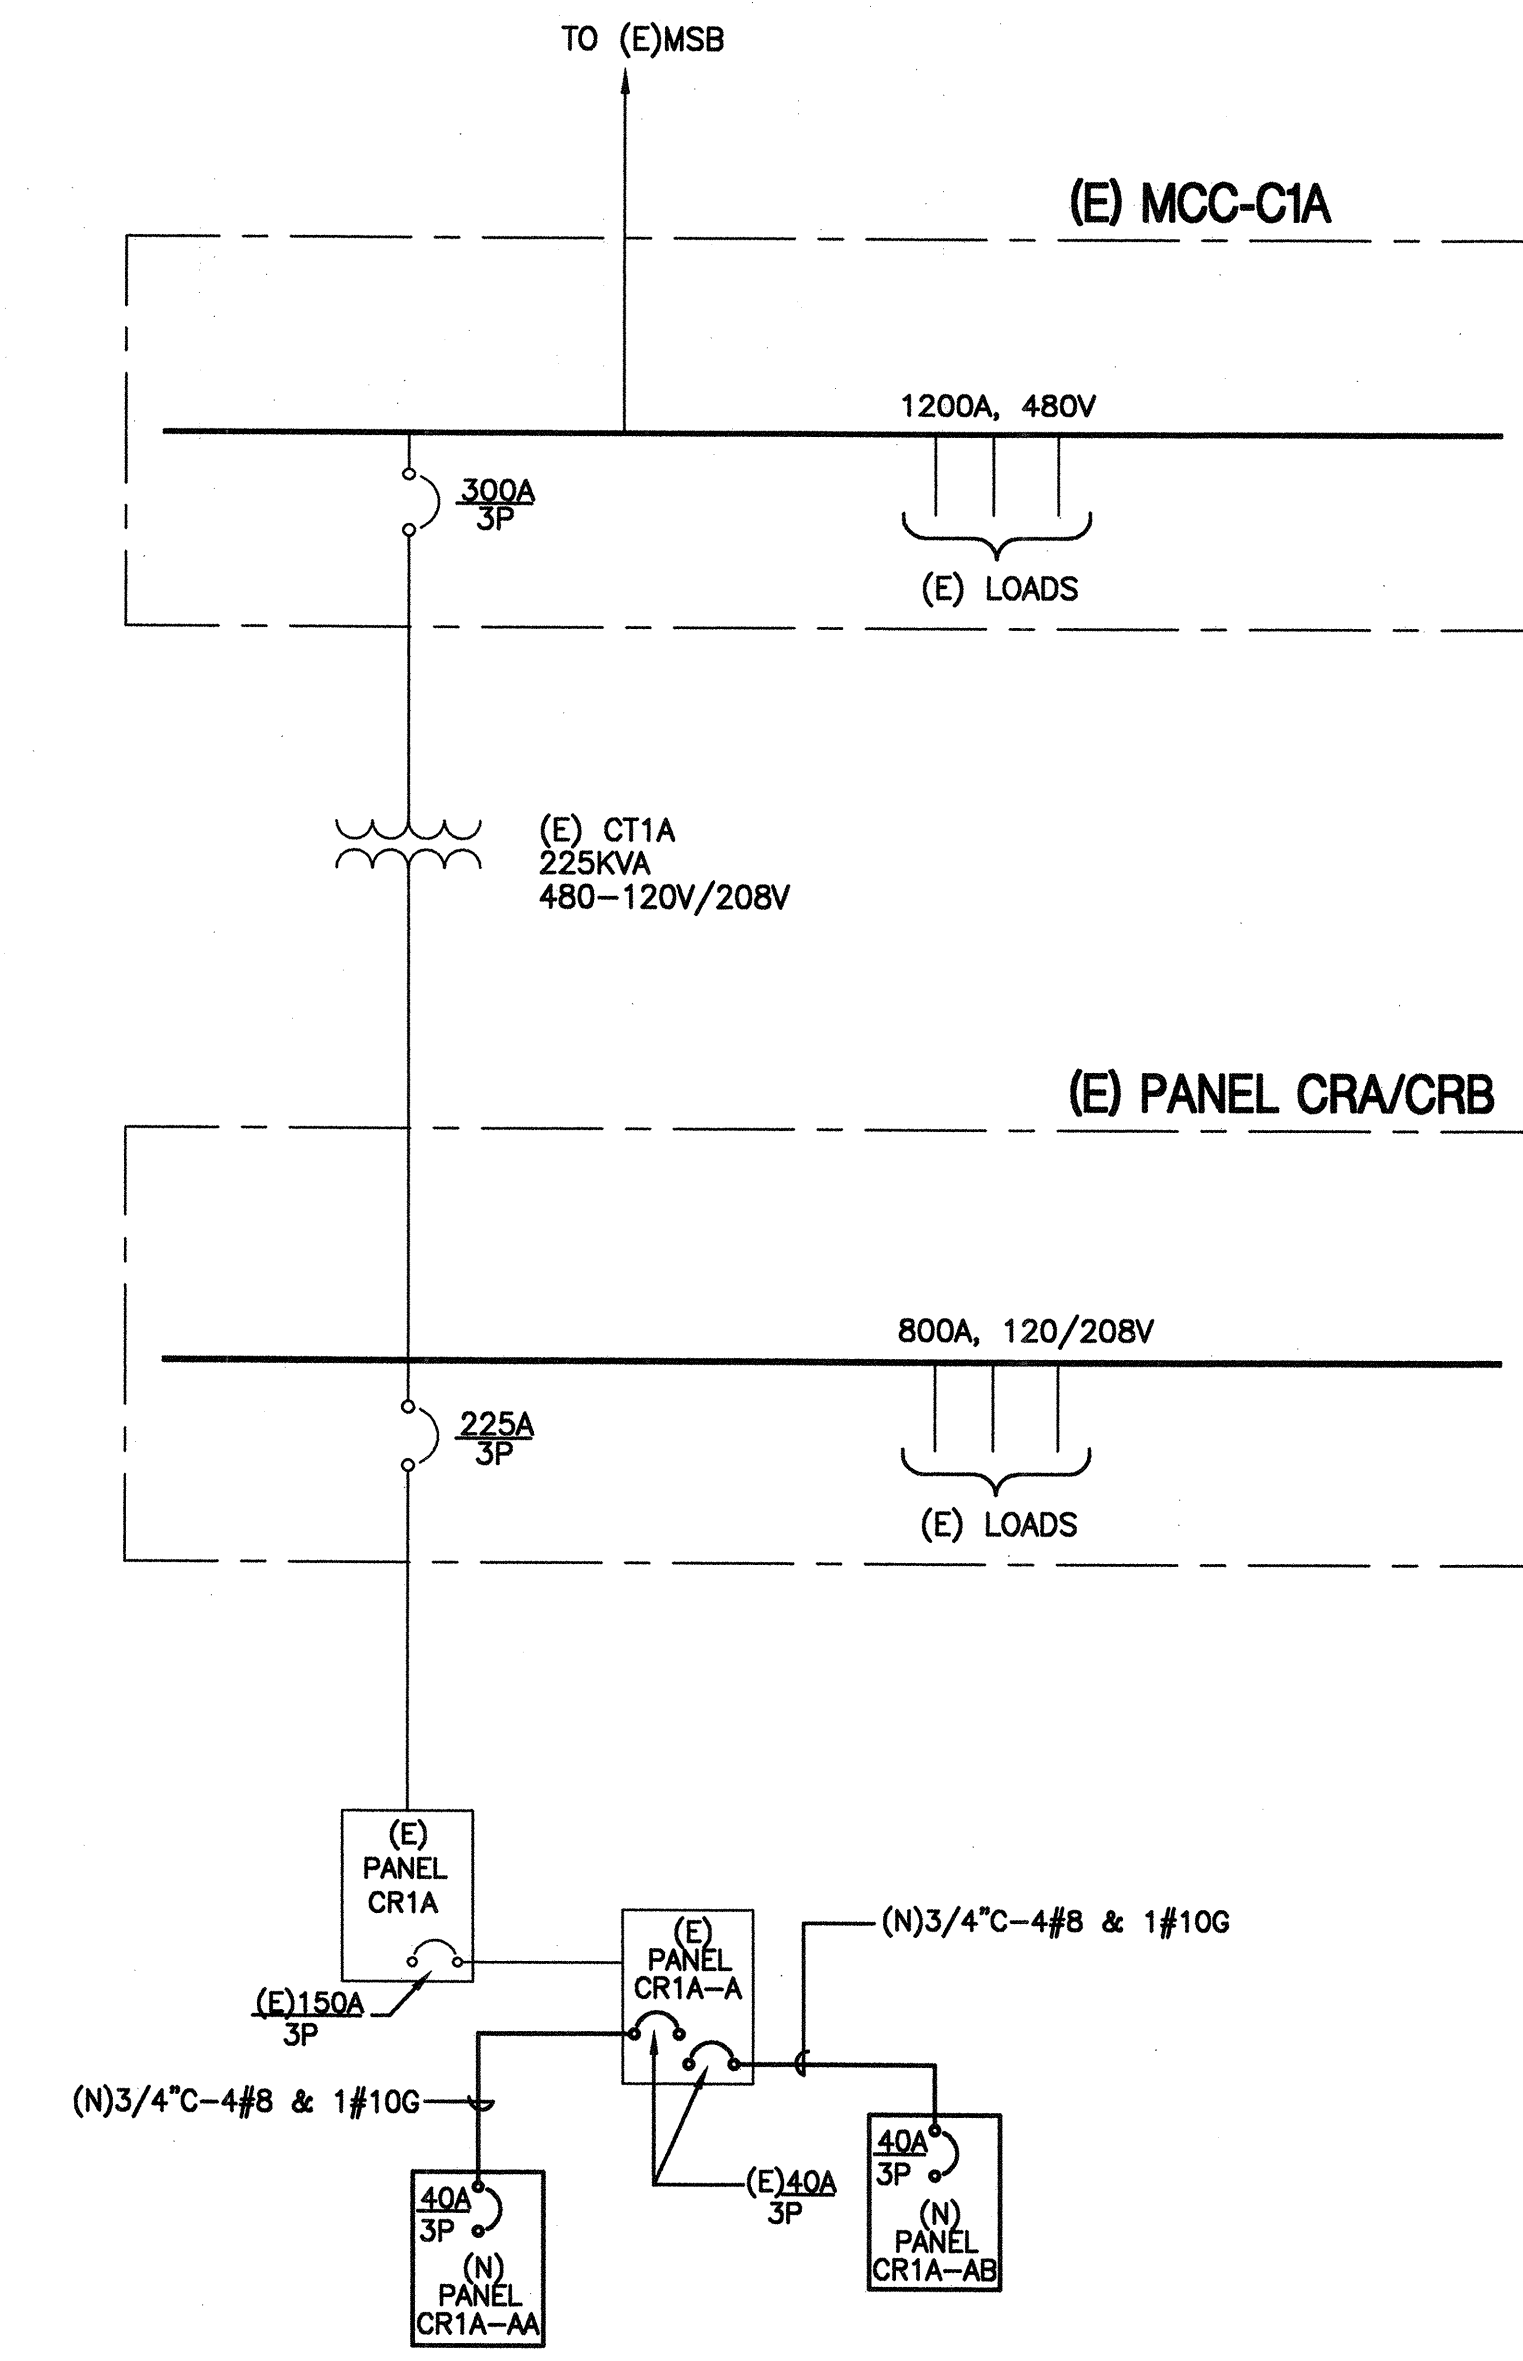 TO (E)MSB
(E) MCC-C1A
1200A, 480V
300A
3P
(E) LOADS
(E) CT1A
225KVA
480-120V/208V
(E) PANEL CRA/CRB
800A, 120/208V
225A
3P
(E) LOADS
(E)
PANEL
CR1A
(E)150A
3P
(E)
PANEL
CR1A-A
(N)3/4"C-4#8 & 1#10G
(N)3/4"C-4#8 & 1#10G
(E)40A
3P
40A
3P
(N)
PANEL
CR1A-AB
40A
3P
(N)
PANEL
CR1A-AA